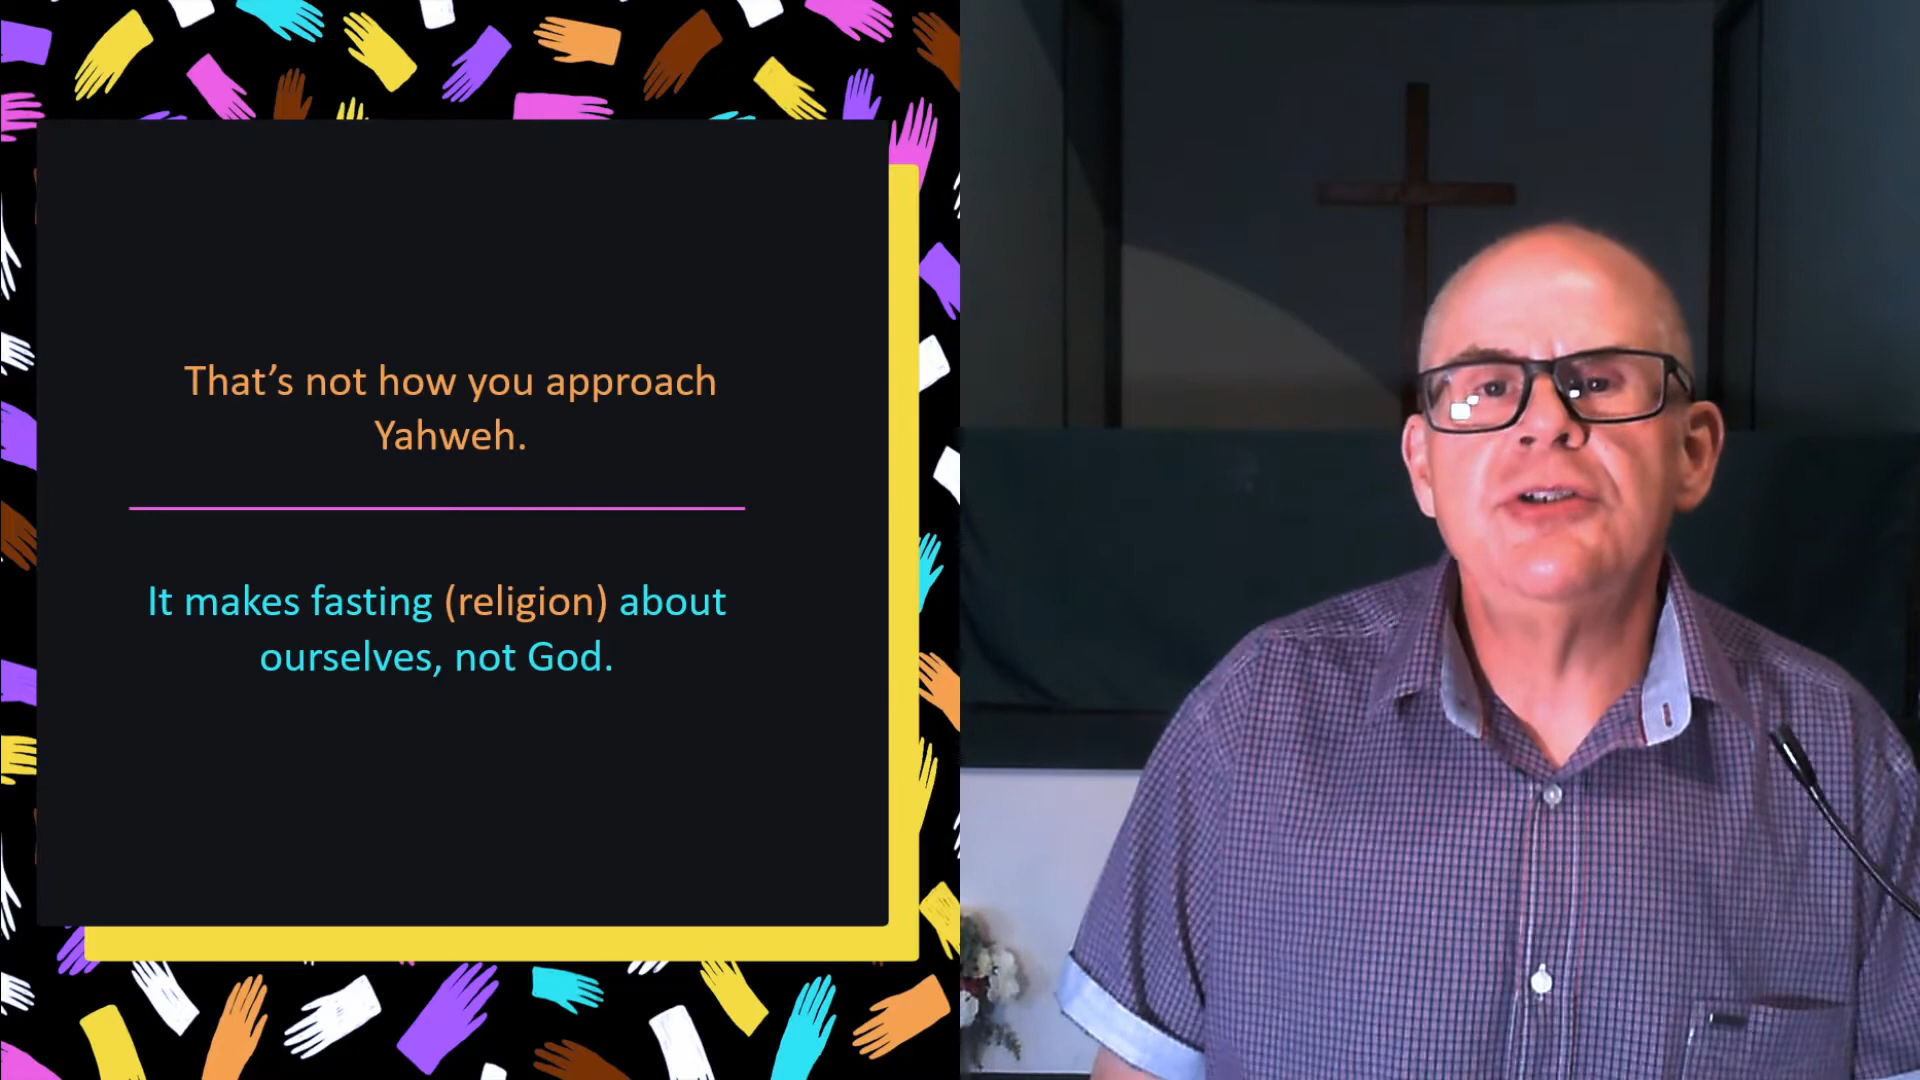 That’s not how you approach
Yahweh.
It makes fasting (religion) about
ourselves, not God.